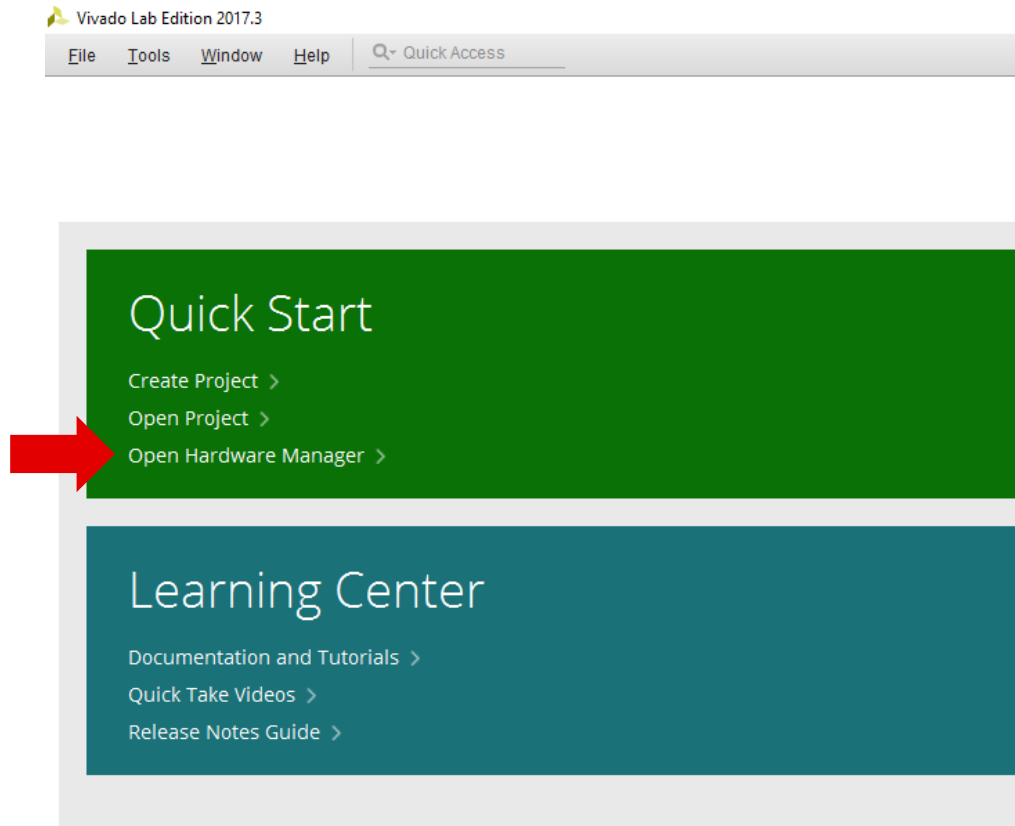 Vivado Lab Edition 2017.3
File Tools Window Help Quick Access
Quick Start
Create Project >
Open Project >
Open Hardware Manager >
Learning Center
Documentation and Tutorials >
Quick Take Videos >
Release Notes Guide >